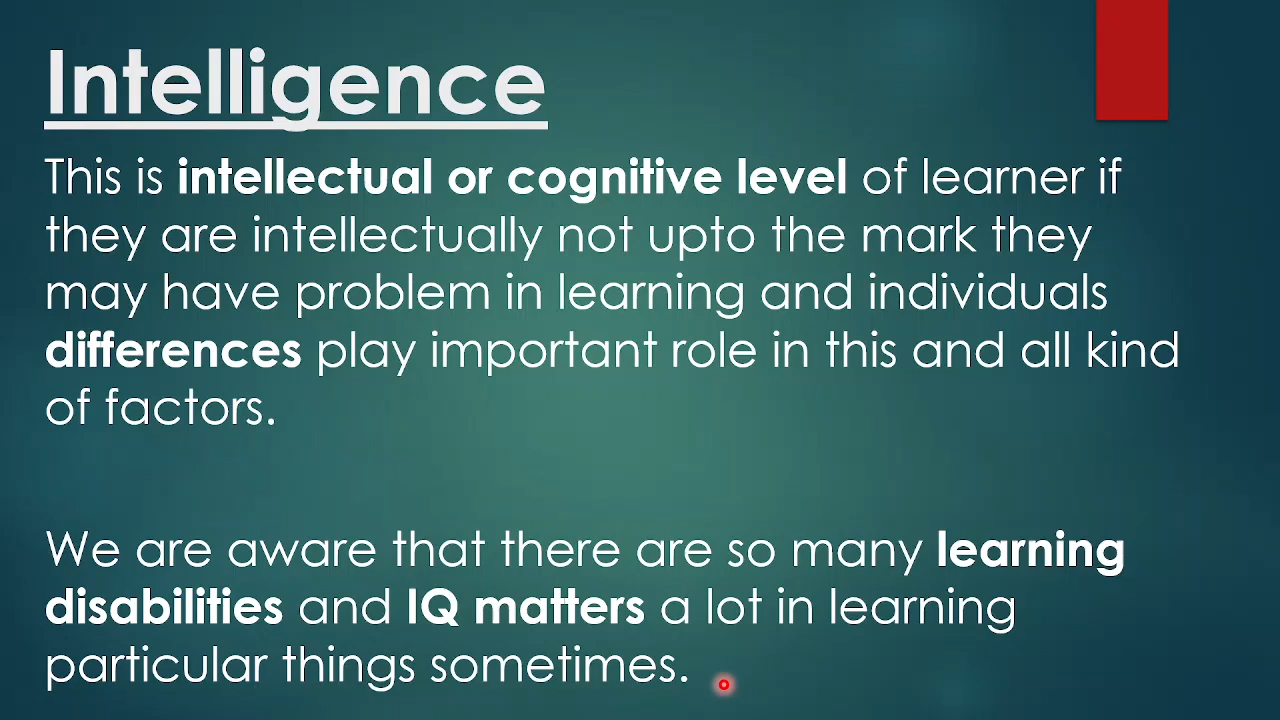 Intelligence
This is intellectual or cognitive level of learner if
they are intellectually not upto the mark they
may have problem in learning and individuals
differences play important role in this and all kind
of factors.
We are aware that there are so many learning
disabilities and IQ matters a lot in learning
particular things sometimes.